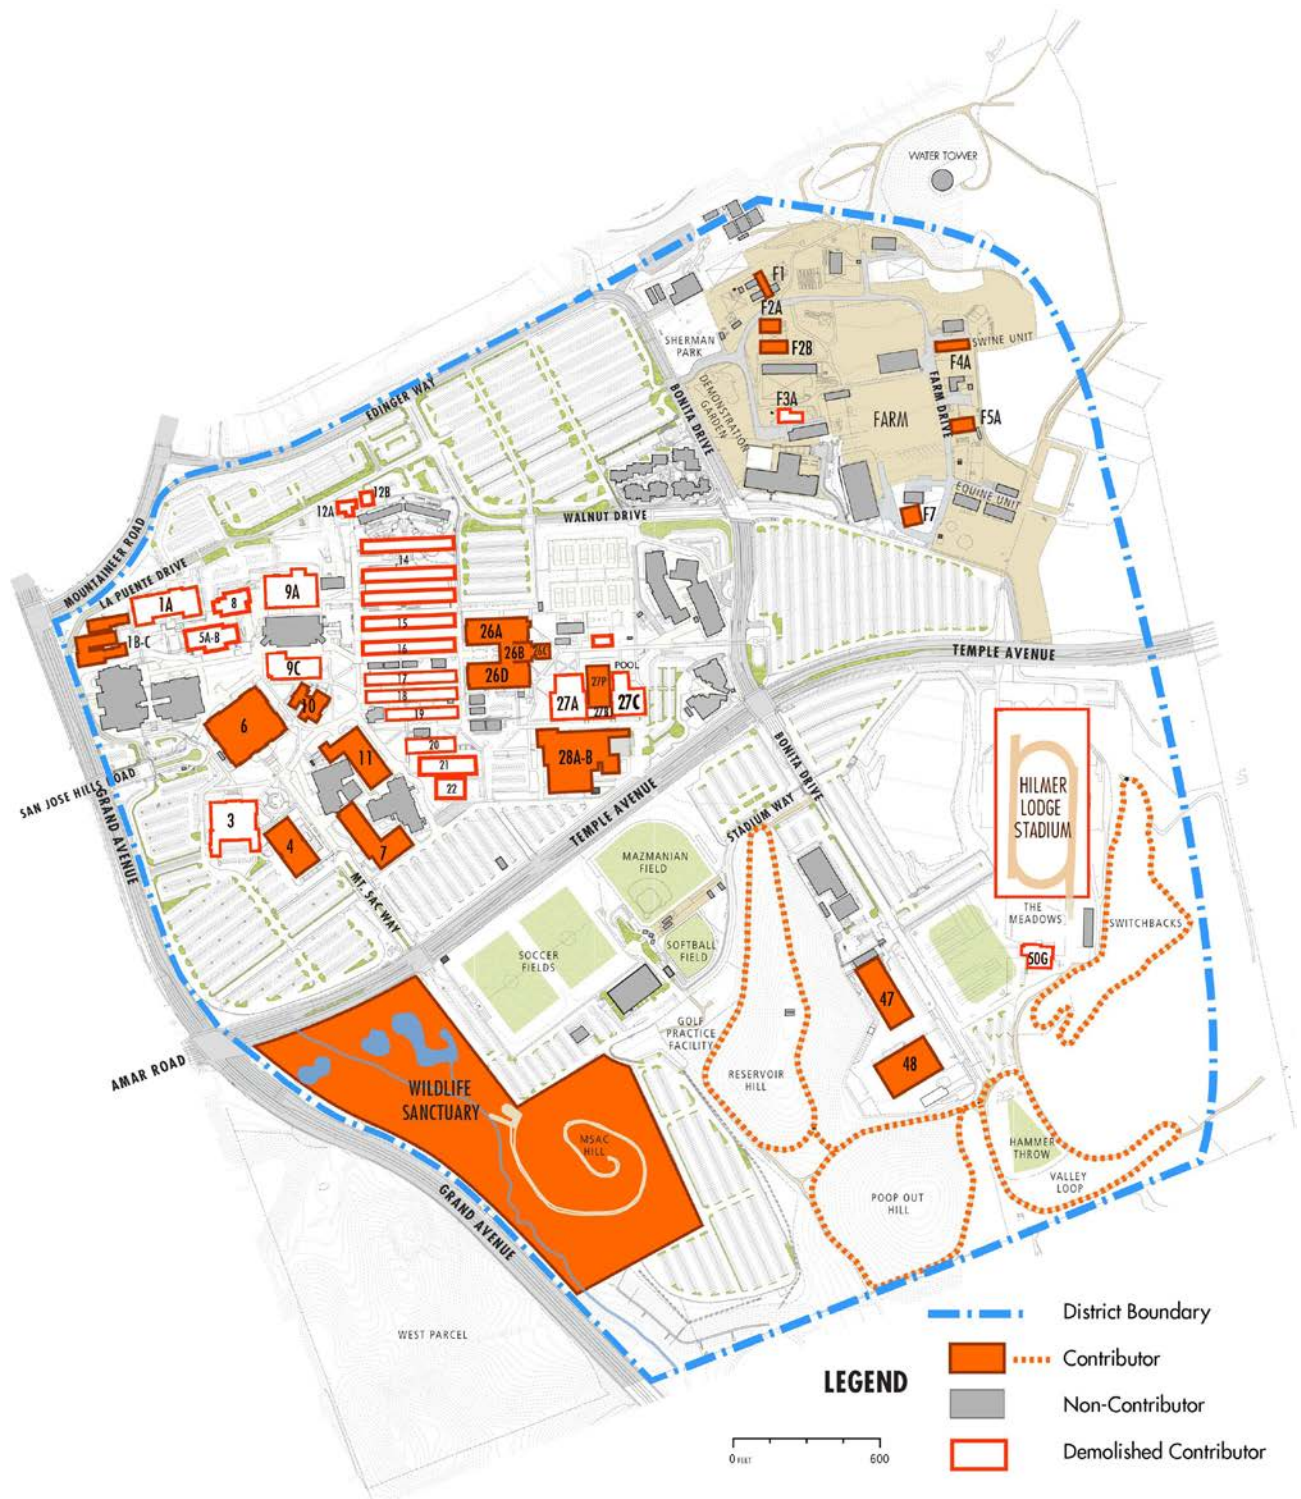 WATER TOWER
F1
F2A
F2B
SHERMAN
PARK
SWINE UNIT
F4A
F3A
DEMONSTRATION
GARDEN
BONITA DRIVE
FARM
FARM DRIVE
F5A
EDINGER WAY
EQUINE UNIT
F7
12B
12A
WALNUT DRIVE
MOUNTAINEER ROAD
LA PUENTE DRIVE
14
9A
1A
8
5A-B
1B-C
15
16
26A
26B
26C
26D
9C
17
18
19
POOL
27A
27P
27B
27C
TEMPLE AVENUE
6
10
11
20
21
22
28A-B
BONITA DRIVE
HILMER
LODGE
STADIUM
SAN JOSE HILLS ROAD
GRAND AVENUE
3
4
7
TEMPLE AVENUE
STADIUM WAY
MAZMANIAN
FIELD
MT. SAC WAY
THE
MEADOWS
SWITCHBACKS
SOFTBALL
FIELD
SOCCER
FIELDS
50G
47
GOLF
PRACTICE
FACILITY
AMAR ROAD
48
RESERVOIR
HILL
WILDLIFE
SANCTUARY
MSAC
HILL
HAMMER
THROW
VALLEY
LOOP
POOP OUT
HILL
GRAND AVENUE
WEST PARCEL
LEGEND
District Boundary
Contributor
Non-Contributor
Demolished Contributor
0 FEET
600